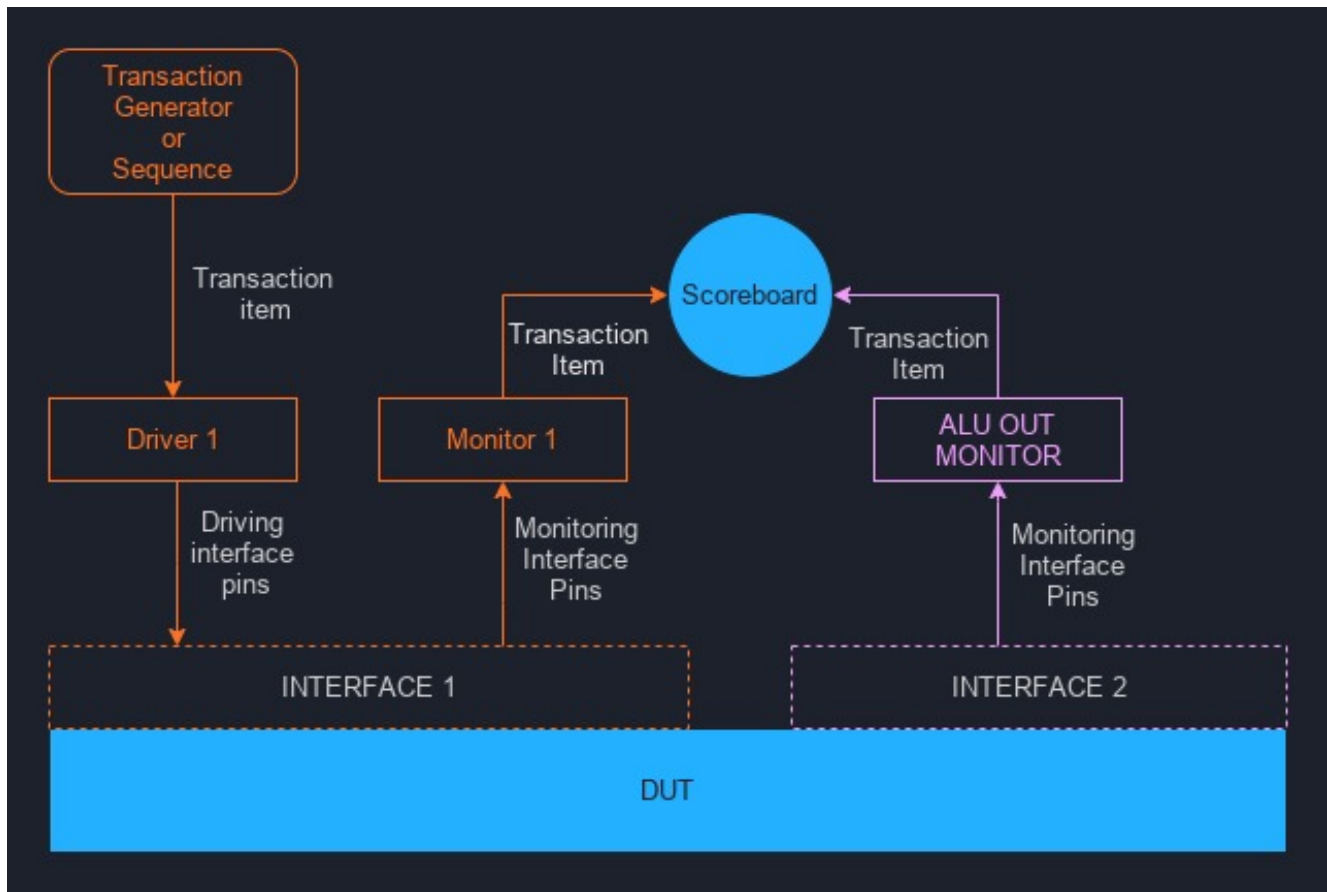 Transaction
Generator
or
Sequence
Transaction
item
Scoreboard
Transaction
Item
Transaction
Item
Driver 1
Monitor 1
ALU OUT
MONITOR
Driving
interface
pins
Monitoring
Interface
Pins
Monitoring
Interface
Pins
INTERFACE 1
INTERFACE 2
DUT